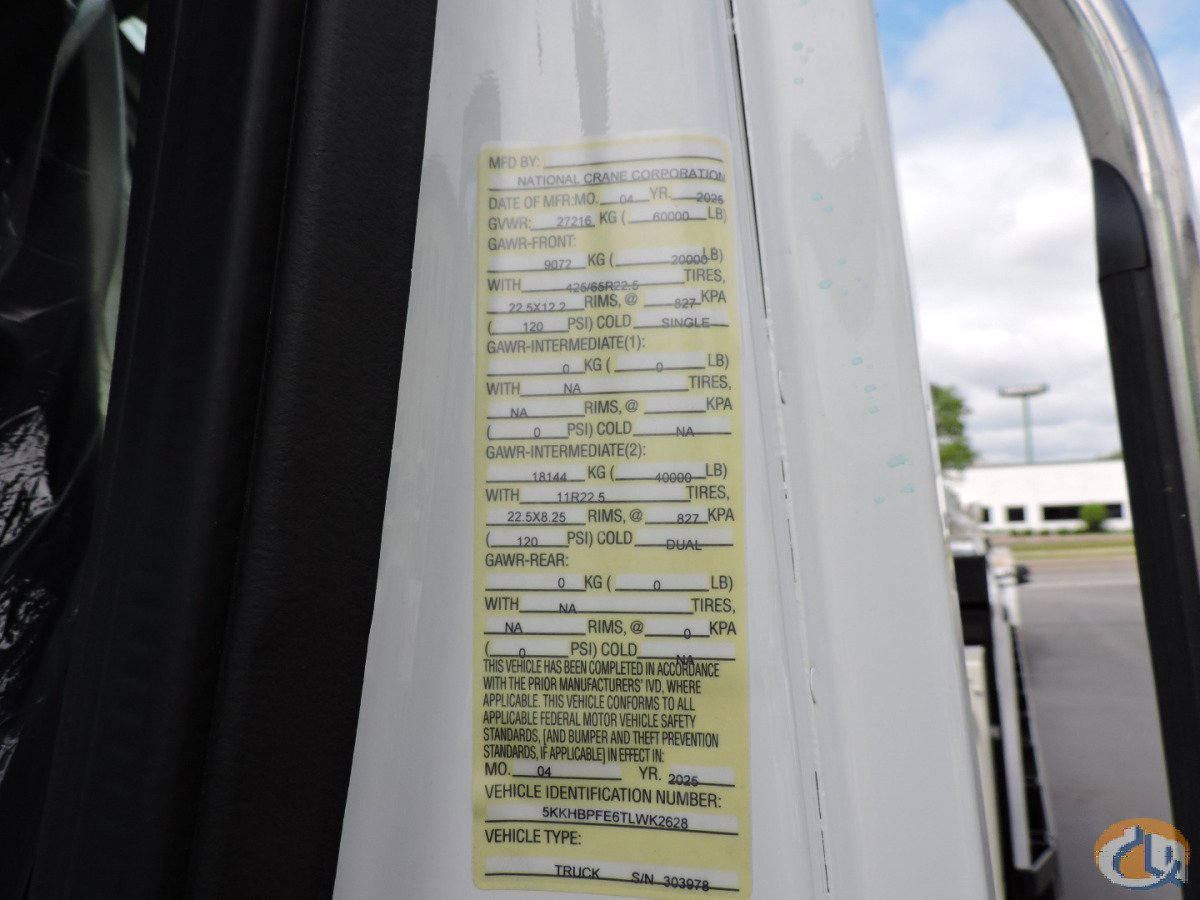 MFD BY:
NATIONAL CRANE CORPORATION
DATE OF MFR:MO. 04 YR. 2025
GVWR: 27216 KG ( 60000 LB)
GAWR-FRONT:
9072 KG ( 20000 LB)
WITH 425/65R22.5 TIRES,
22.5X12.2 RIMS, @ 827 KPA
( 120 PSI) COLD SINGLE
GAWR-INTERMEDIATE(1):
0 KG ( 0 LB)
WITH NA TIRES,
NA RIMS, @ KPA
( 0 PSI) COLD NA
GAWR-INTERMEDIATE(2):
18144 KG ( 40000 LB)
WITH 11R22.5 TIRES,
22.5X8.25 RIMS, @ 827 KPA
( 120 PSI) COLD DUAL
GAWR-REAR:
0 KG ( 0 LB)
WITH NA TIRES,
NA RIMS, @ 0 KPA
( 0 PSI) COLD NA
THIS VEHICLE HAS BEEN COMPLETED IN ACCORDANCE
WITH THE PRIOR MANUFACTURERS' IVD, WHERE
APPLICABLE. THIS VEHICLE CONFORMS TO ALL
APPLICABLE FEDERAL MOTOR VEHICLE SAFETY
STANDARDS, [AND BUMPER AND THEFT PREVENTION
STANDARDS, IF APPLICABLE] IN EFFECT IN:
MO. 04 YR. 2025
VEHICLE IDENTIFICATION NUMBER:
5KKHBPFE6TLWK2628
VEHICLE TYPE:
TRUCK S/N 303978